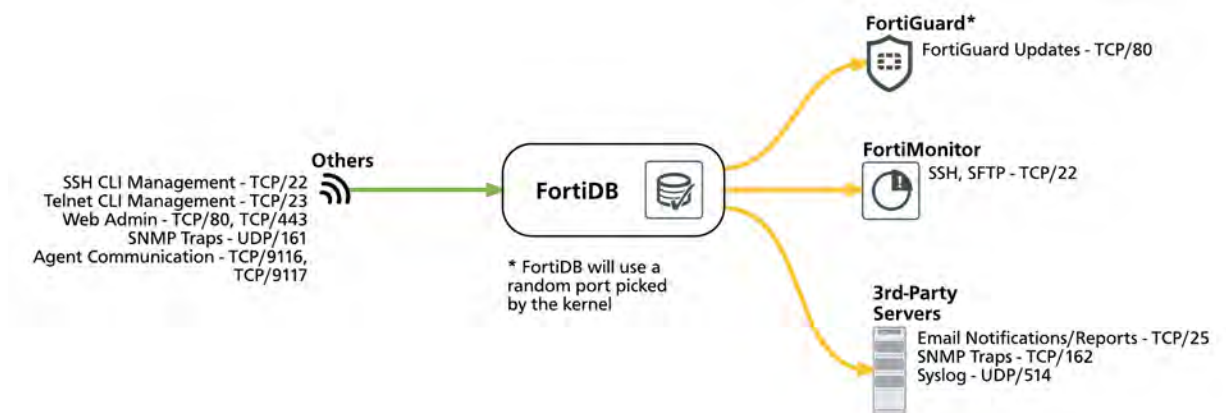 Others
SSH CLI Management - TCP/22
Telnet CLI Management - TCP/23
Web Admin - TCP/80, TCP/443
SNMP Traps - UDP/161
Agent Communication - TCP/9116,
TCP/9117
FortiDB
* FortiDB will use a
random port picked
by the kernel
FortiGuard*
FortiGuard Updates - TCP/80
FortiMonitor
SSH, SFTP - TCP/22
3rd-Party
Servers
Email Notifications/Reports - TCP/25
SNMP Traps - TCP/162
Syslog - UDP/514